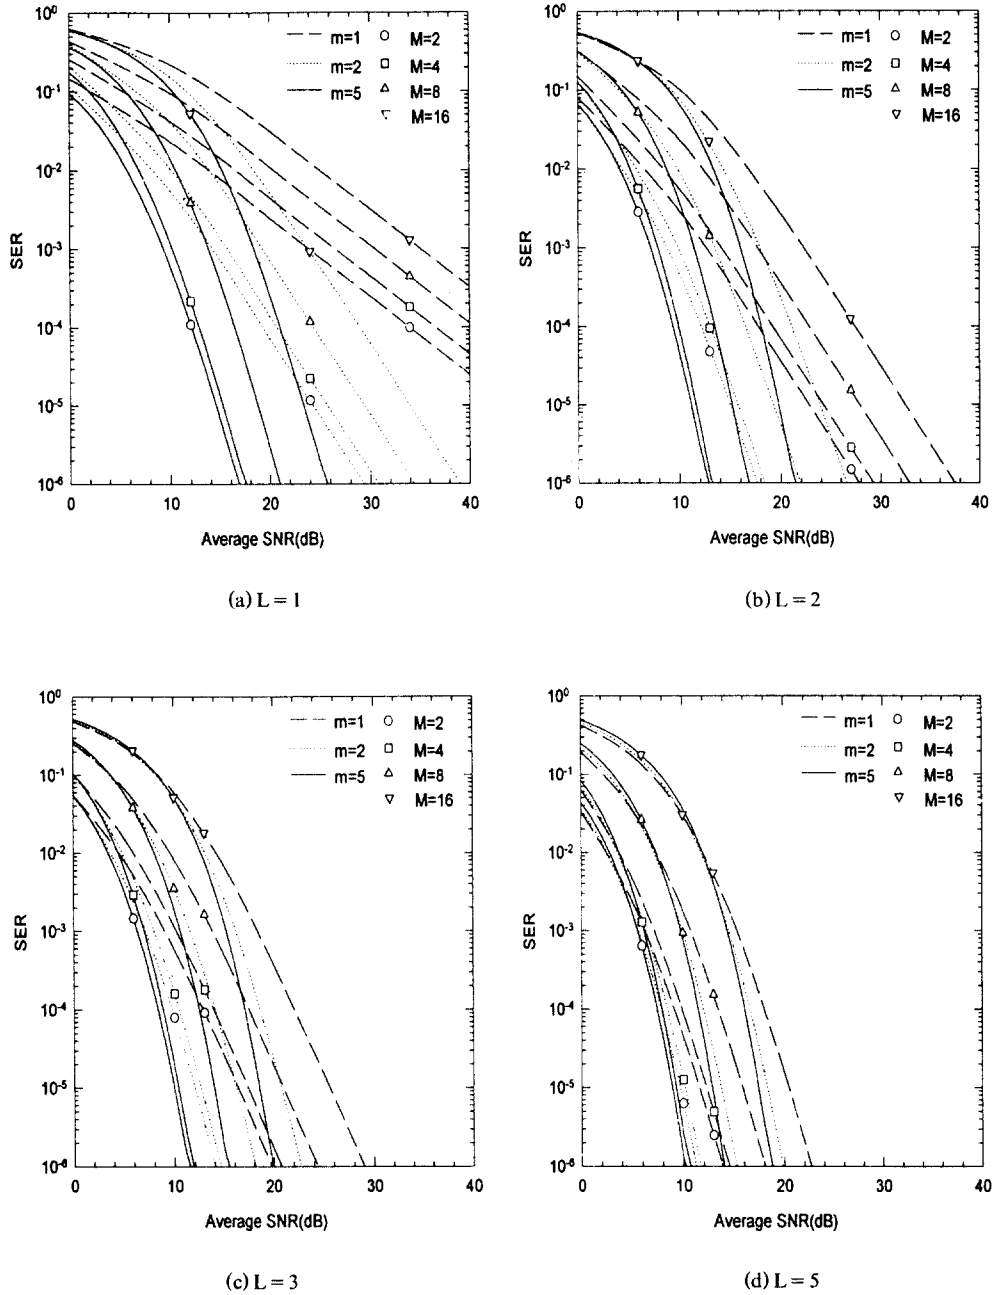 10^0
10^-1
10^-2
10^-3
10^-4
10^-5
10^-6
SER
m=1 M=2
m=2 M=4
m=5 M=8
M=16
0 10 20 30 40
Average SNR(dB)
(a) L = 1
10^0
10^-1
10^-2
10^-3
10^-4
10^-5
10^-6
SER
m=1 M=2
m=2 M=4
m=5 M=8
M=16
0 10 20 30 40
Average SNR(dB)
(b) L = 2
10^0
10^-1
10^-2
10^-3
10^-4
10^-5
10^-6
SER
m=1 M=2
m=2 M=4
m=5 M=8
M=16
0 10 20 30 40
Average SNR(dB)
(c) L = 3
10^0
10^-1
10^-2
10^-3
10^-4
10^-5
10^-6
SER
m=1 M=2
m=2 M=4
m=5 M=8
M=16
0 10 20 30 40
Average SNR(dB)
(d) L = 5